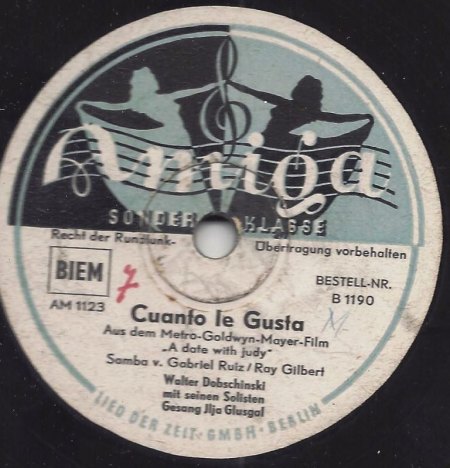 Amiga
SONDER KLASSE
Recht der Runzlunk-
Übertragung vorbehalten
BIEM
7
AM 1123
BESTELL-NR.
B 1190
M
Cuanto le Gusta
Aus dem Metro-Goldwyn-Mayer-Film
„A date with judy"
Samba v. Gabriel Ruiz/Ray Gilbert
Walter Dobschinski
mit seinen Solisten
Gesang Jlja Glusgal
LIED DER ZEIT·GMBH·BERLIN